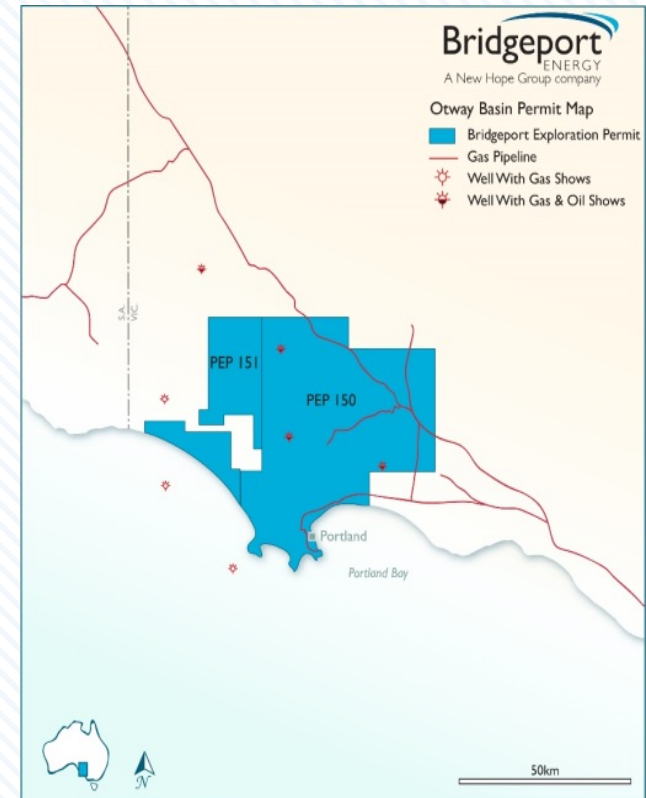 Bridgeport
ENERGY
A New Hope Group company
Otway Basin Permit Map
Bridgeport Exploration Permit
Gas Pipeline
Well With Gas Shows
Well With Gas & Oil Shows
S.A.
VIC.
PEP 151
PEP 150
Portland
Portland Bay
N
50km